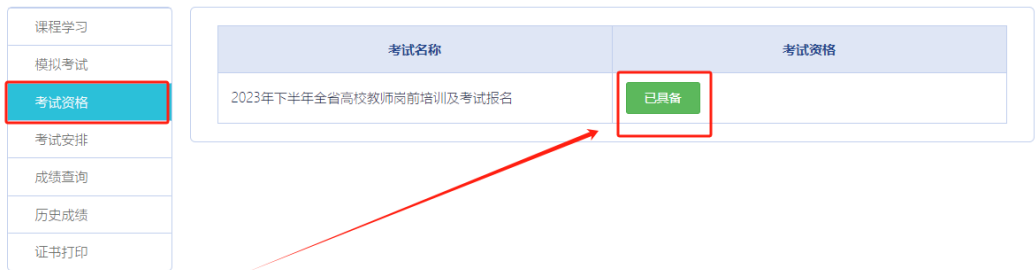 课程学习
模拟考试
考试资格
考试安排
成绩查询
历史成绩
证书打印
考试名称 考试资格
2023年下半年全省高校教师岗前培训及考试报名 已具备